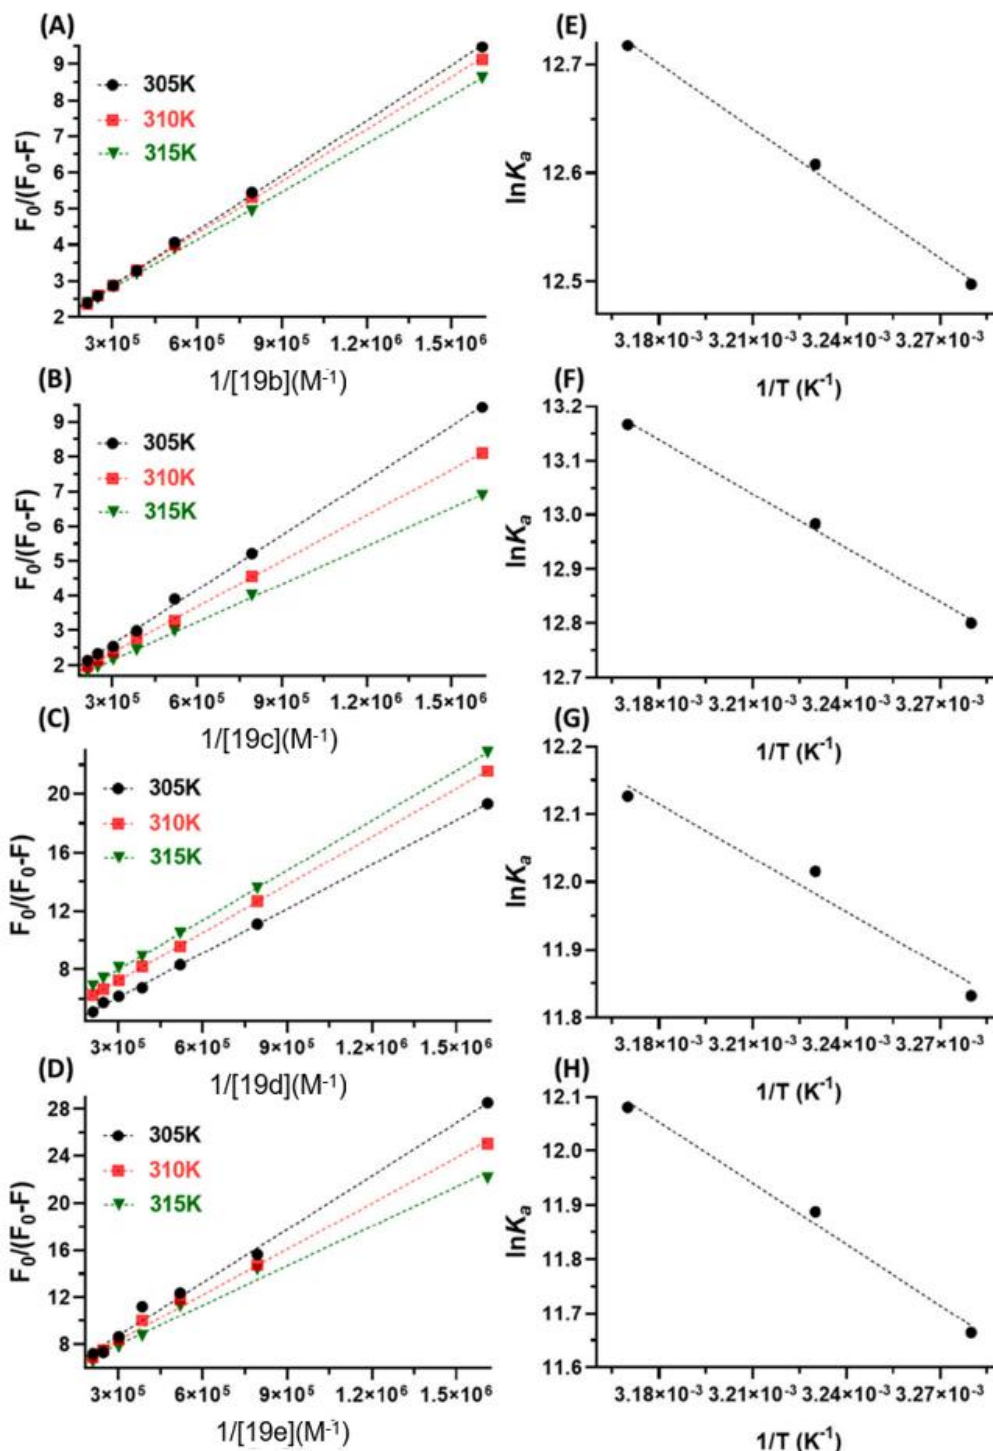 (A)
9
8
7
6
5
4
3
2
F₀/(F₀-F)
305K
310K
315K
3×10⁵ 6×10⁵ 9×10⁵ 1.2×10⁶ 1.5×10⁶
1/[19b](M⁻¹)
(E)
12.7
12.6
12.5
lnKₐ
3.18×10⁻³ 3.21×10⁻³ 3.24×10⁻³ 3.27×10⁻³
1/T (K⁻¹)
(B)
9
8
7
6
5
4
3
2
F₀/(F₀-F)
305K
310K
315K
3×10⁵ 6×10⁵ 9×10⁵ 1.2×10⁶ 1.5×10⁶
1/[19c](M⁻¹)
(F)
13.2
13.1
13.0
12.9
12.8
12.7
lnKₐ
3.18×10⁻³ 3.21×10⁻³ 3.24×10⁻³ 3.27×10⁻³
1/T (K⁻¹)
(C)
20
16
12
8
F₀/(F₀-F)
305K
310K
315K
3×10⁵ 6×10⁵ 9×10⁵ 1.2×10⁶ 1.5×10⁶
1/[19d](M⁻¹)
(G)
12.2
12.1
12.0
11.9
11.8
lnKₐ
3.18×10⁻³ 3.21×10⁻³ 3.24×10⁻³ 3.27×10⁻³
1/T (K⁻¹)
(D)
28
24
20
16
12
8
F₀/(F₀-F)
305K
310K
315K
3×10⁵ 6×10⁵ 9×10⁵ 1.2×10⁶ 1.5×10⁶
1/[19e](M⁻¹)
(H)
12.1
12.0
11.9
11.8
11.7
11.6
lnKₐ
3.18×10⁻³ 3.21×10⁻³ 3.24×10⁻³ 3.27×10⁻³
1/T (K⁻¹)